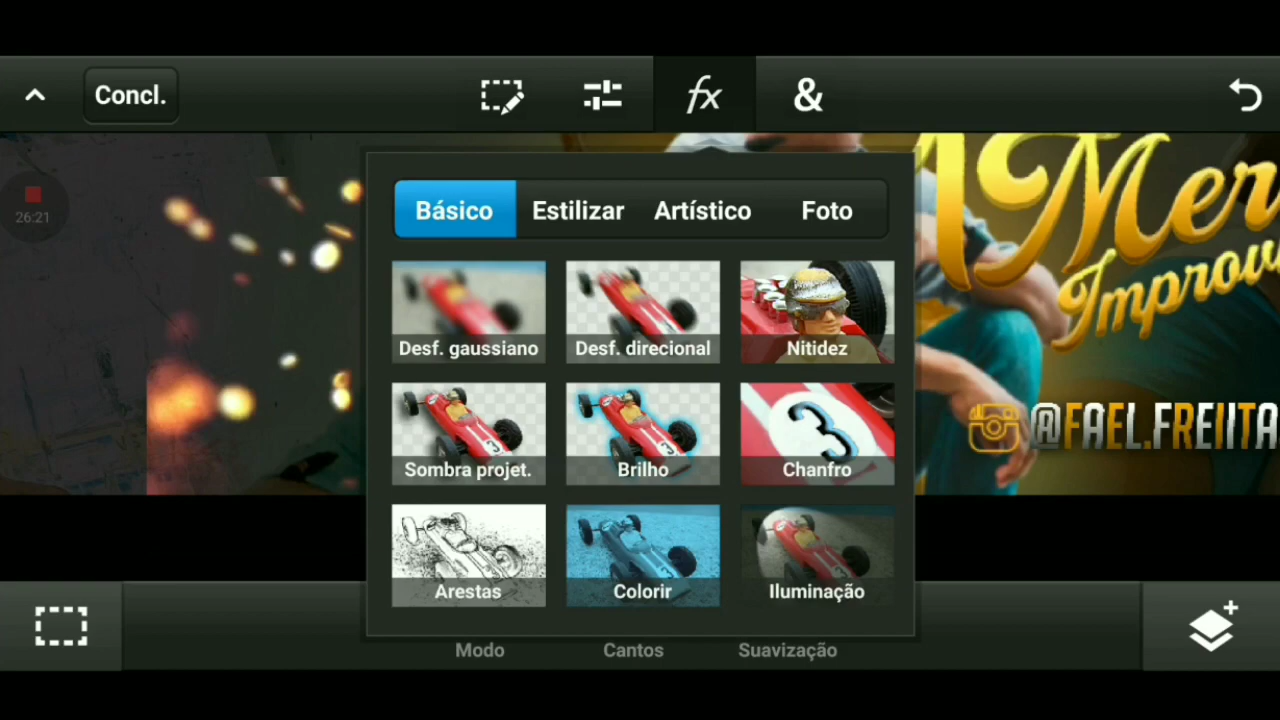 Concl.
fx
&
26:21
Básico
Estilizar
Artístico
Foto
Mer
Improv
Desf. gaussiano
Desf. direcional
Nitidez
Sombra projet.
Brilho
3
Chanfro
@FAEL.FREIITA
Arestas
Colorir
Iluminação
Modo
Cantos
Suavização